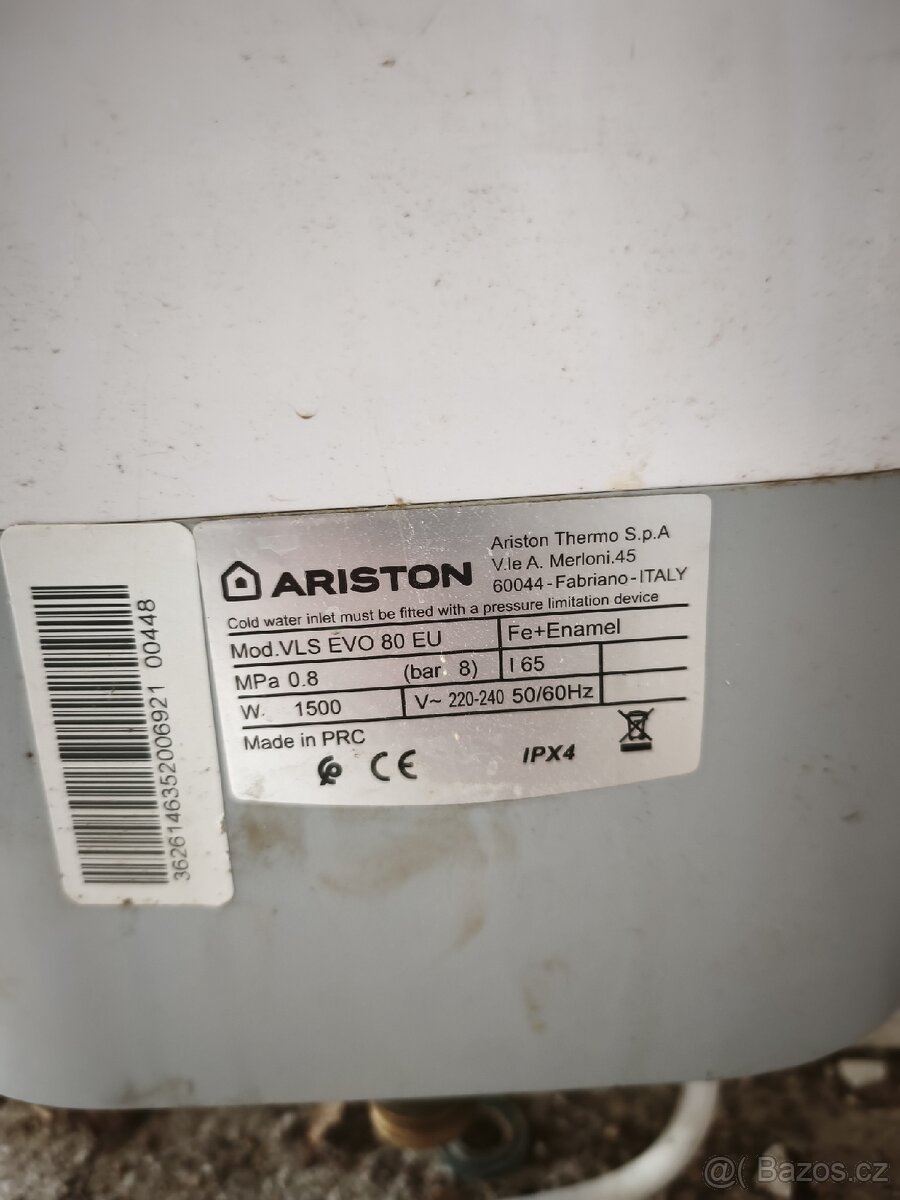 ARISTON
Ariston Thermo S.p.A
V.le A. Merloni.45
60044 - Fabriano - ITALY
Cold water inlet must be fitted with a pressure limitation device
Mod.VLS EVO 80 EU
Fe+Enamel
MPa 0.8 (bar 8)
l 65
W. 1500
V~ 220-240 50/60Hz
Made in PRC
CE
IPX4
3626146352006921 00448
@( Bazos.cz